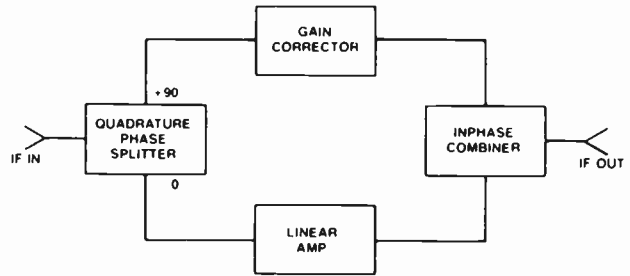 GAIN
CORRECTOR
+90
QUADRATURE
PHASE
SPLITTER
IF IN
0
INPHASE
COMBINER
IF OUT
LINEAR
AMP